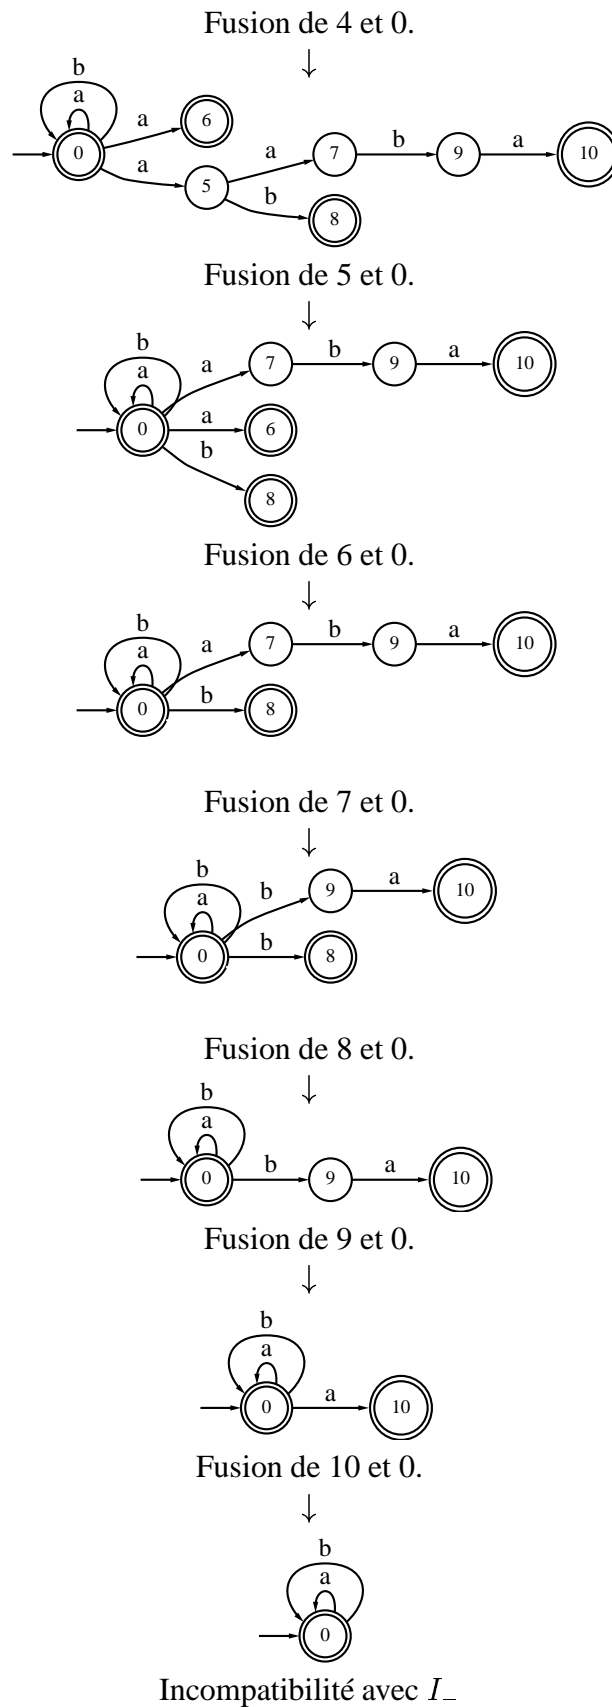 Fusion de 4 et 0.
↓
b
a
a
6
0
a
5
a
7
b
9
a
10
b
8
Fusion de 5 et 0.
↓
b
a
a
7
b
9
a
10
0
a
6
b
8
Fusion de 6 et 0.
↓
b
a
a
7
b
9
a
10
0
b
8
Fusion de 7 et 0.
↓
b
a
b
9
a
10
0
b
8
Fusion de 8 et 0.
↓
b
a
0
b
9
a
10
Fusion de 9 et 0.
↓
b
a
0
a
10
Fusion de 10 et 0.
↓
b
a
0
Incompatibilité avec I_